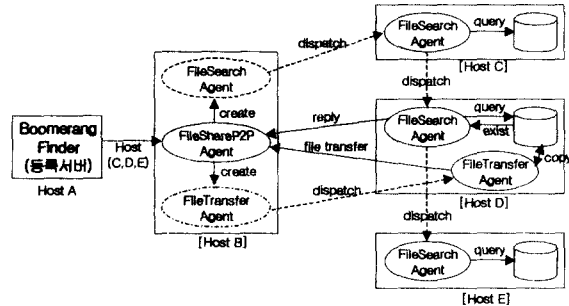 Boomerang
Finder
(등록서버)
Host A
Host
(C,D,E)
FileSearch
Agent
create
FileShareP2P
Agent
create
FileTransfer
Agent
[Host B]
dispatch
reply
file transfer
dispatch
FileSearch
Agent
query
[Host C]
dispatch
FileSearch
Agent
query
exist
copy
FileTransfer
Agent
[Host D]
dispatch
FileSearch
Agent
query
[Host E]